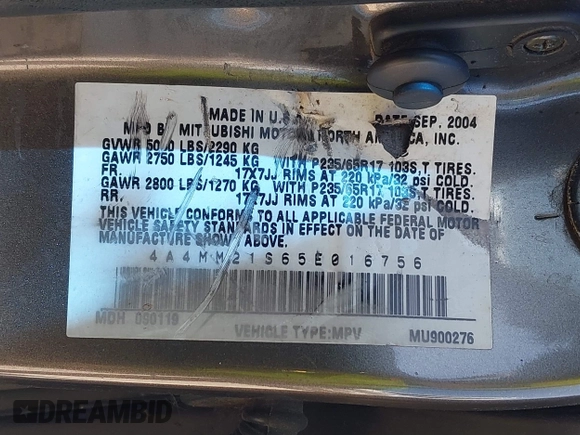 MADE IN U.S.A. DATE: SEP, 2004
MFD BY MITSUBISHI MOTORS NORTH AMERICA, INC.
GVWR 5040 LBS/2290 KG
GAWR 2750 LBS/1245 KG WITH P235/65R17 103S,T TIRES.
FR. 17X7JJ RIMS AT 220 kPa/32 psi COLD.
GAWR 2800 LBS/1270 KG WITH P235/65R17 103S,T TIRES.
RR. 17X7JJ RIMS AT 220 kPa/32 psi COLD.
THIS VEHICLE CONFORMS TO ALL APPLICABLE FEDERAL MOTOR
VEHICLE SAFETY STANDARDS IN EFFECT ON THE DATE OF
MANUFACTURE SHOWN ABOVE.
4A4MM21S65E016756
MDH 090119
VEHICLE TYPE:MPV MU900276
DREAMBID